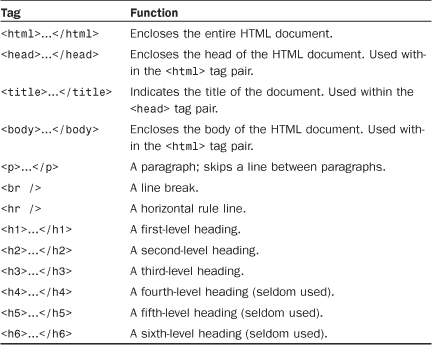 Tag Function
<html>...</html> Encloses the entire HTML document.
<head>...</head> Encloses the head of the HTML document. Used with-
in the <html> tag pair.
<title>...</title> Indicates the title of the document. Used within the
<head> tag pair.
<body>...</body> Encloses the body of the HTML document. Used with-
in the <html> tag pair.
<p>...</p> A paragraph; skips a line between paragraphs.
<br /> A line break.
<hr /> A horizontal rule line.
<h1>...</h1> A first-level heading.
<h2>...</h2> A second-level heading.
<h3>...</h3> A third-level heading.
<h4>...</h4> A fourth-level heading (seldom used).
<h5>...</h5> A fifth-level heading (seldom used).
<h6>...</h6> A sixth-level heading (seldom used).